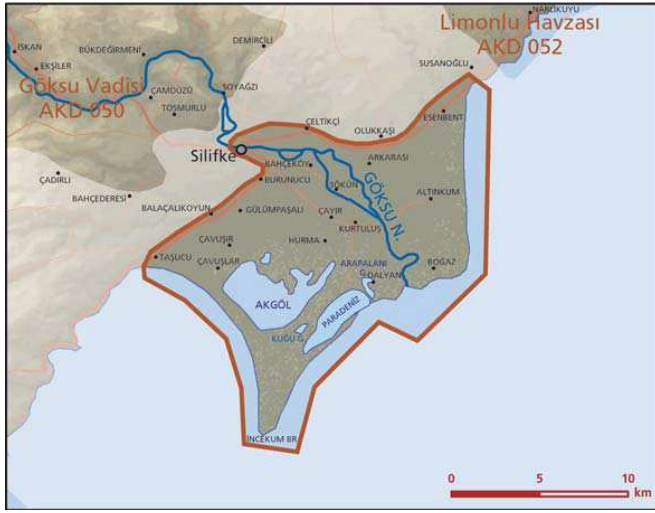 NARLIKUYU
Limonlu Havzası
AKD 052
İSKAN
BÜKDEĞİRMENİ
DEMİRCİLİ
EKŞİLER
SUSANOĞLU
Göksu Vadisi
AKD 050
ÇAMDÜZÜ
SOYAĞZI
TOSMURLU
ESENBENT
ÇELTİKÇİ
OLUKKAŞI
Silifke
BAHÇEKÖY
ARKARASI
ÇADIRLI
BURUNUCU
SÖKÜN
GÖKSU N.
BAHÇEDERESİ
ALTINKUM
BALAÇALIKOYUN
GÜLÜMPAŞALI
ÇAYIR
KURTULUŞ
ÇAVUŞIR
HURMA
TAŞUCU
ÇAVUŞLAR
ARAPALANI
G.
DALYAN
BOĞAZ
AKGÖL
PARADENİZ
KUĞU G.
İNCEKUM BR.
0
5
10
km